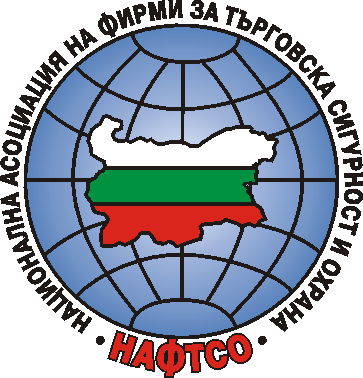 НАЦИОНАЛНА АСОЦИАЦИЯ НА ФИРМИ ЗА ТЪРГОВСКА СИГУРНОСТ И ОХРАНА
• НАФТСО •